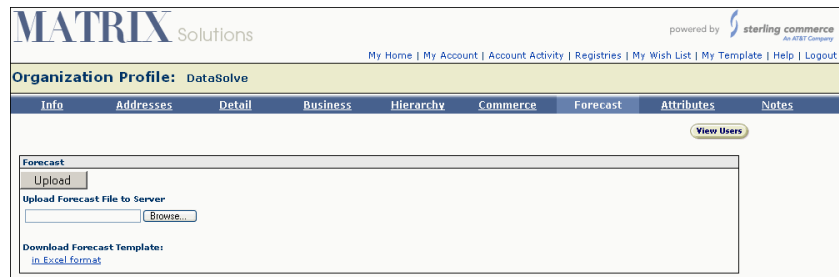 MATRIX Solutions
powered by sterling commerce
An AT&T Company
My Home | My Account | Account Activity | Registries | My Wish List | My Template | Help | Logout
Organization Profile: DataSolve
Info Addresses Detail Business Hierarchy Commerce Forecast Attributes Notes
View Users
Forecast
Upload
Upload Forecast File to Server
Browse...
Download Forecast Template:
in Excel format